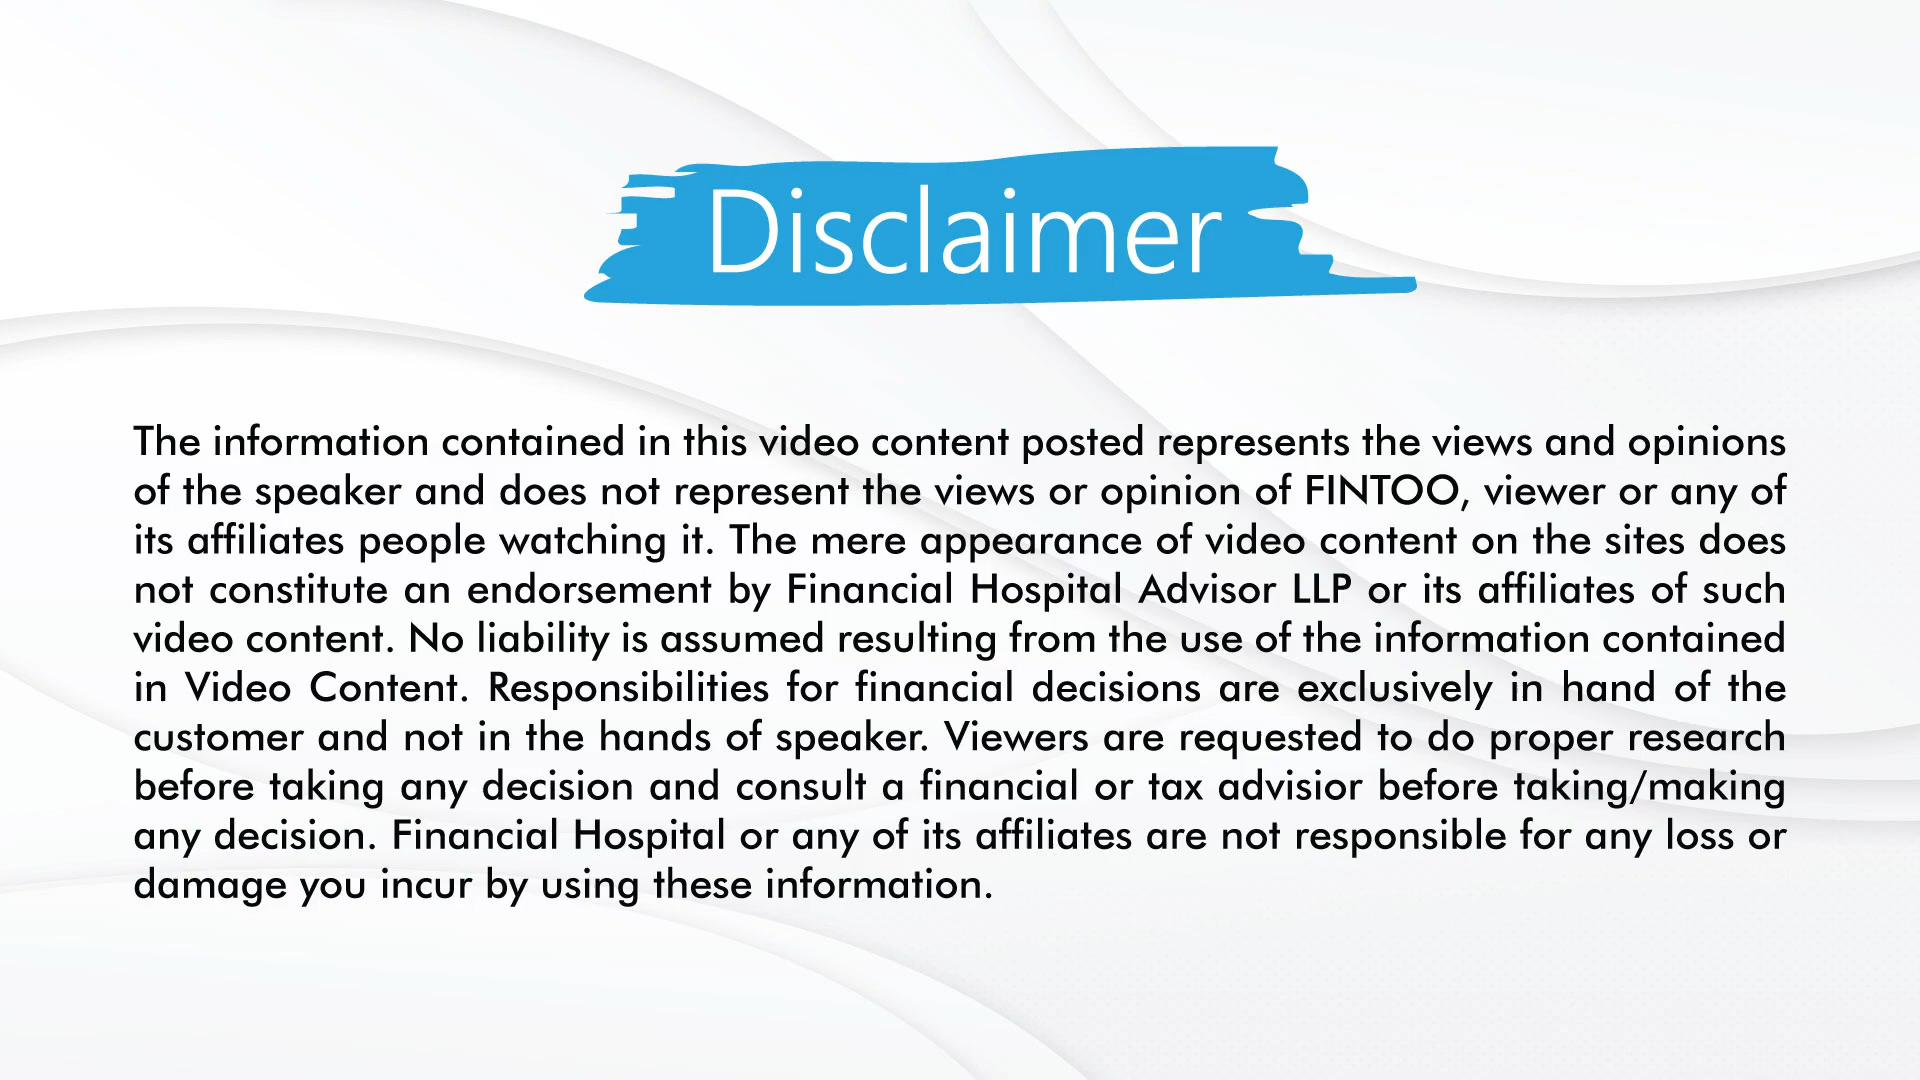 Disclaimer
The information contained in this video content posted represents the views and opinions
of the speaker and does not represent the views or opinion of FINTOO, viewer or any of
its affiliates people watching it. The mere appearance of video content on the sites does
not constitute an endorsement by Financial Hospital Advisor LLP or its affiliates of such
video content. No liability is assumed resulting from the use of the information contained
in Video Content. Responsibilities for financial decisions are exclusively in hand of the
customer and not in the hands of speaker. Viewers are requested to do proper research
before taking any decision and consult a financial or tax advisior before taking/making
any decision. Financial Hospital or any of its affiliates are not responsible for any loss or
damage you incur by using these information.